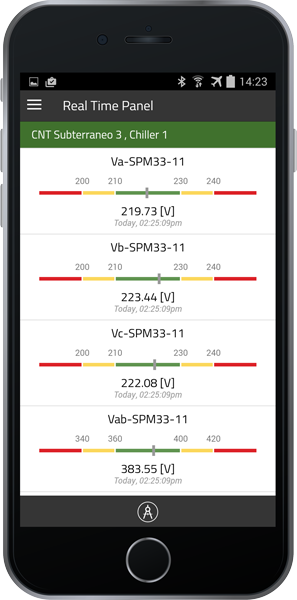 14:23
Real Time Panel
CNT Subterraneo 3 , Chiller 1
Va-SPM33-11
200 210 230 240
219.73 [V]
Today, 02:25:09pm
Vb-SPM33-11
200 210 230 240
223.44 [V]
Today, 02:25:09pm
Vc-SPM33-11
200 210 230 240
222.08 [V]
Today, 02:25:09pm
Vab-SPM33-11
340 360 400 420
383.55 [V]
Today, 02:25:09pm